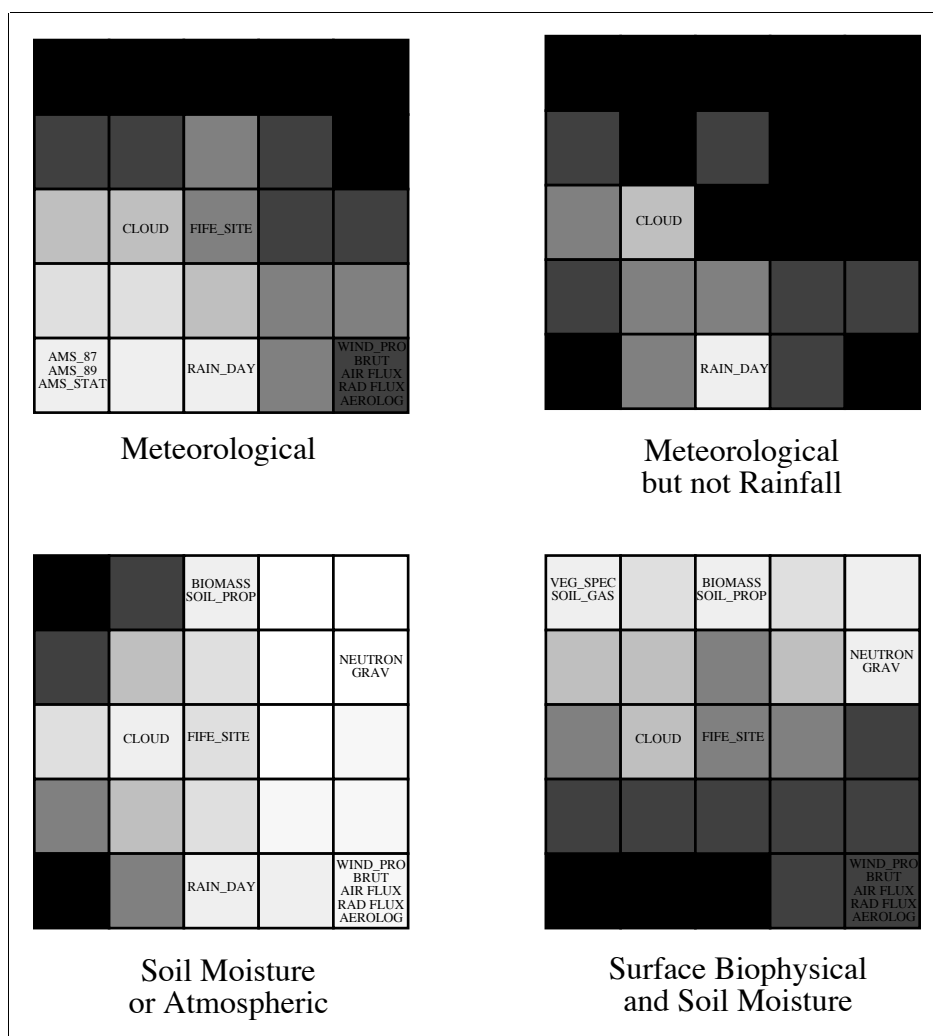 CLOUD
FIFE_SITE
AMS_87
AMS_89
AMS_STAT
RAIN_DAY
WIND_PRO
BRUT
AIR FLUX
RAD FLUX
AEROLOG
Meteorological
CLOUD
RAIN_DAY
Meteorological
but not Rainfall
BIOMASS
SOIL_PROP
NEUTRON
GRAV
CLOUD
FIFE_SITE
RAIN_DAY
WIND_PRO
BRUT
AIR FLUX
RAD FLUX
AEROLOG
Soil Moisture
or Atmospheric
VEG_SPEC
SOIL_GAS
BIOMASS
SOIL_PROP
NEUTRON
GRAV
CLOUD
FIFE_SITE
WIND_PRO
BRUT
AIR FLUX
RAD FLUX
AEROLOG
Surface Biophysical
and Soil Moisture